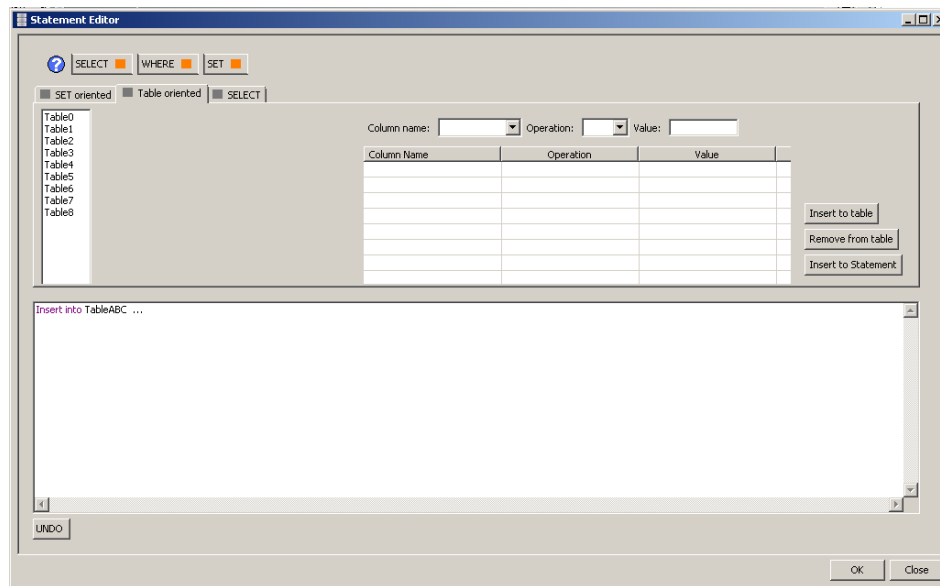 Statement Editor
SELECT WHERE SET
SET oriented Table oriented SELECT
Table0
Table1
Table2
Table3
Table4
Table5
Table6
Table7
Table8
Column name: Operation: Value:
Column Name Operation Value
Insert to table
Remove from table
Insert to Statement
Insert into TableABC ...
UNDO
OK Close